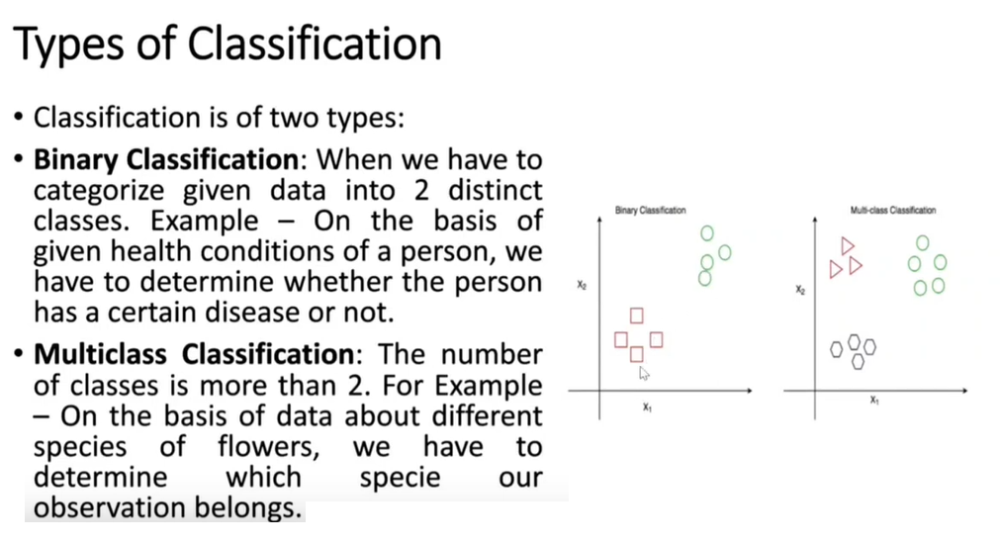 Types of Classification
• Classification is of two types:
• Binary Classification: When we have to
categorize given data into 2 distinct
classes. Example – On the basis of
given health conditions of a person, we
have to determine whether the person
has a certain disease or not.
• Multiclass Classification: The number
of classes is more than 2. For Example
– On the basis of data about different
species of flowers, we have to
determine which specie our
observation belongs.
Binary Classification
X₂
X₁
Multi-class Classification
X₂
X₁